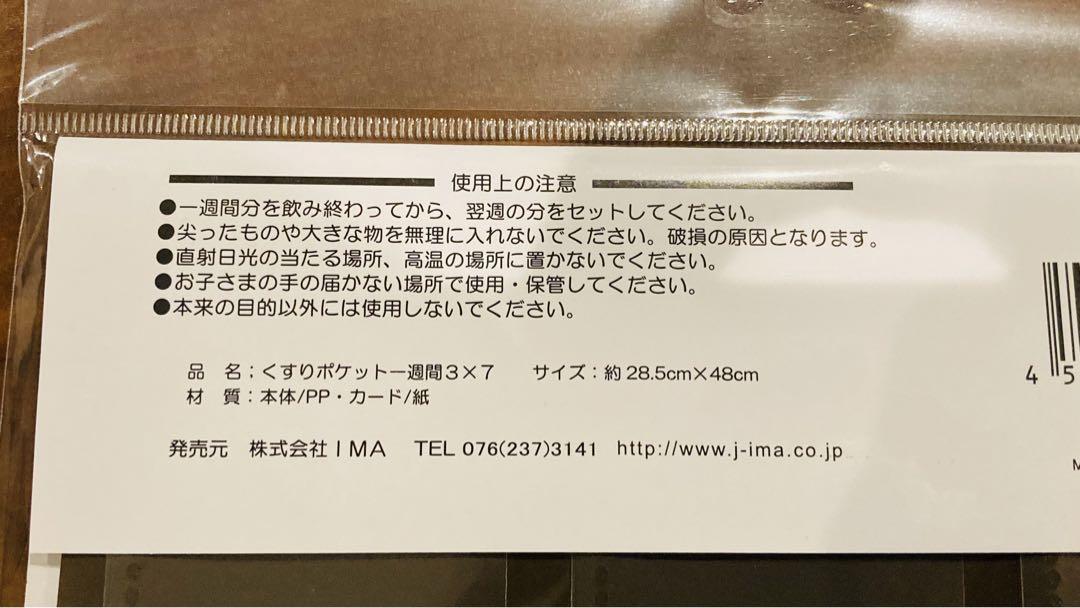 使用上の注意
●一週間分を飲み終わってから、翌週の分をセットしてください。
●尖ったものや大きな物を無理に入れないでください。破損の原因となります。
●直射日光の当たる場所、高温の場所に置かないでください。
●お子さまの手の届かない場所で使用・保管してください。
●本来の目的以外には使用しないでください。
品 名：くすりポケット一週間３×７ サイズ：約 28.5cm×48cm
材 質：本体/PP・カード/紙
発売元 株式会社ＩＭＡ TEL 076(237)3141 http://www.j-ima.co.jp
4 5